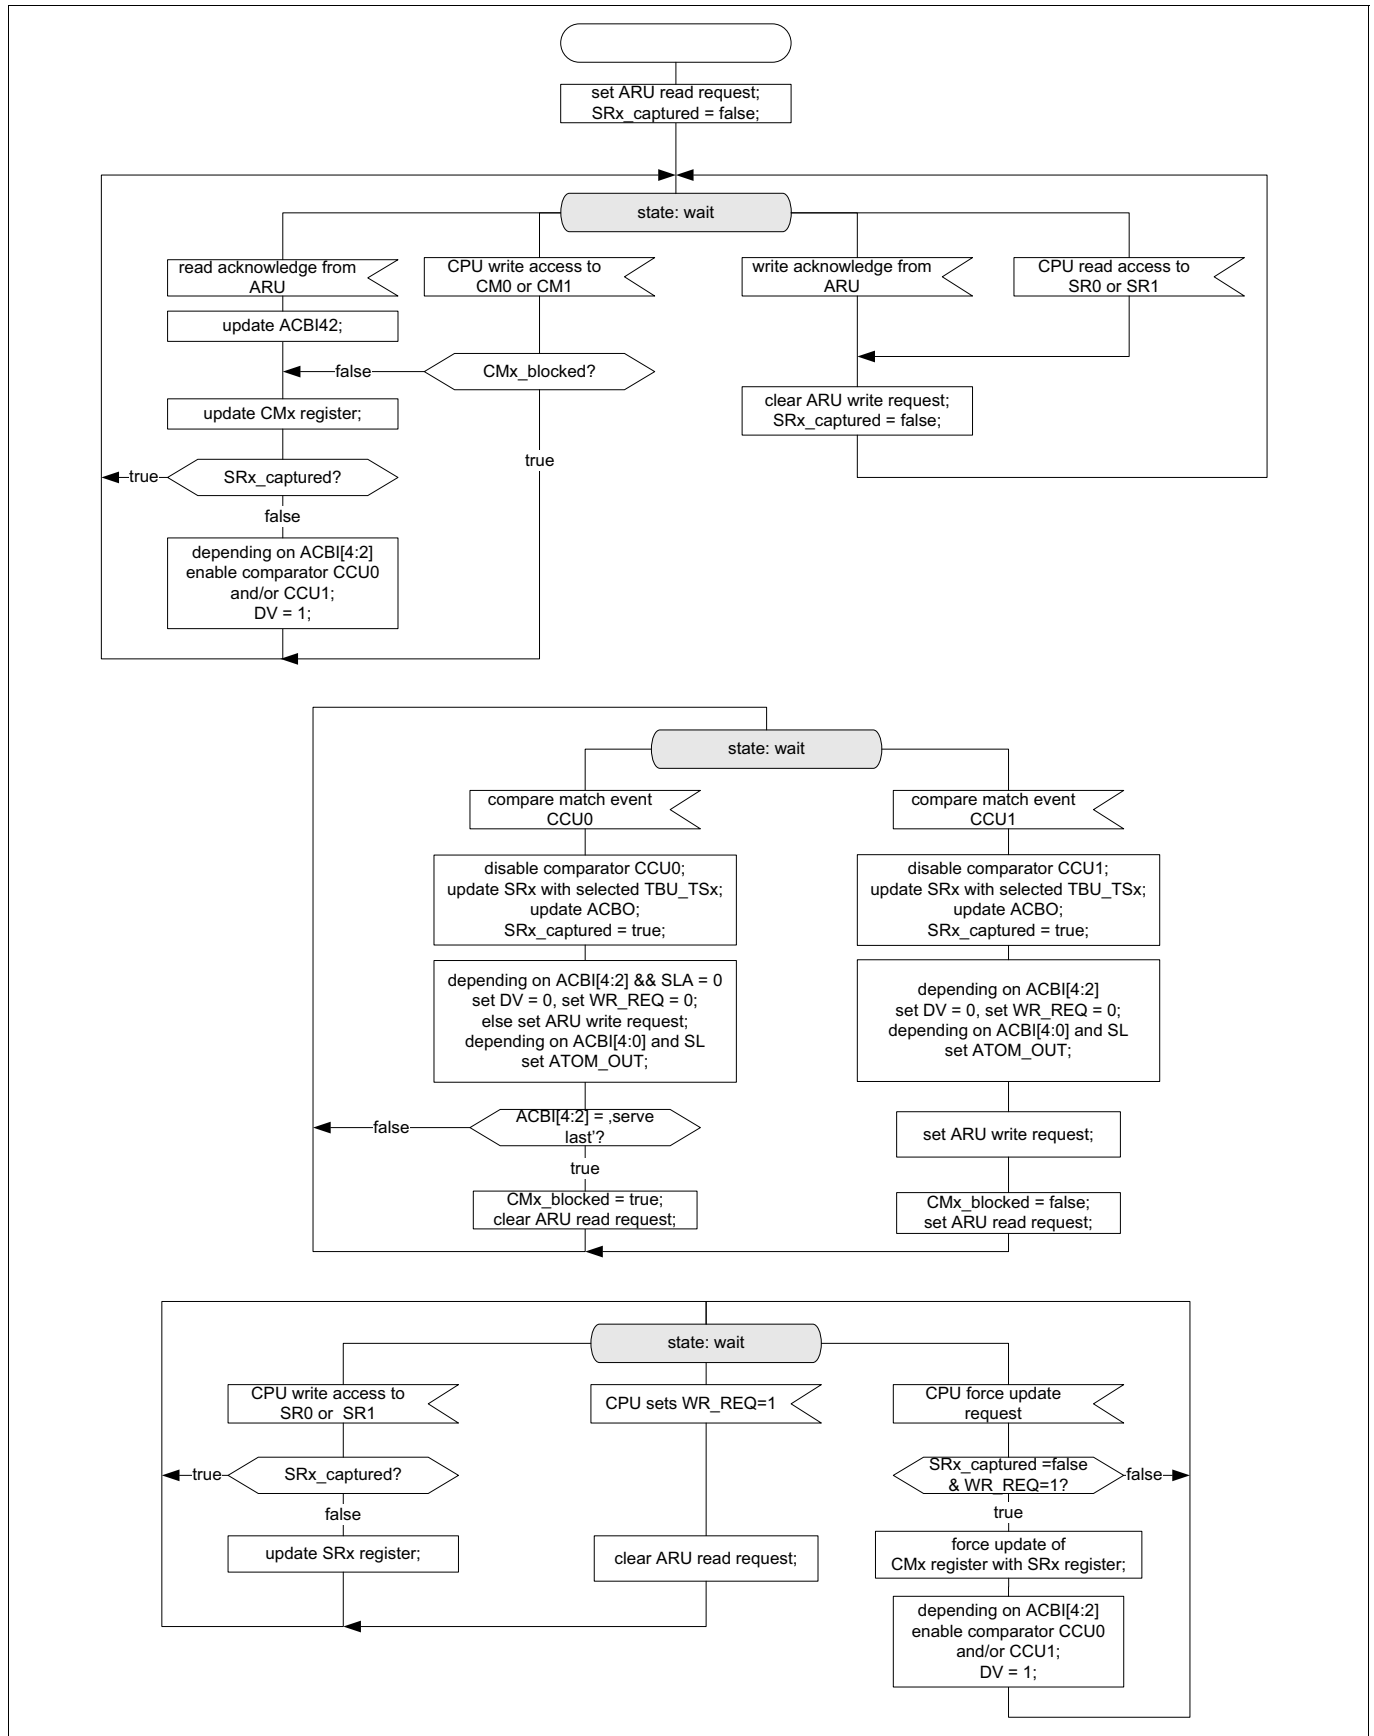 set ARU read request;
SRx_captured = false;
state: wait
read acknowledge from
ARU
CPU write access to
CM0 or CM1
write acknowledge from
ARU
CPU read access to
SR0 or SR1
update ACBI42;
false
CMx_blocked?
update CMx register;
clear ARU write request;
SRx_captured = false;
true
true
SRx_captured?
false
depending on ACBI[4:2]
enable comparator CCU0
and/or CCU1;
DV = 1;
state: wait
compare match event
CCU0
compare match event
CCU1
disable comparator CCU0;
update SRx with selected TBU_TSx;
update ACBO;
SRx_captured = true;
disable comparator CCU1;
update SRx with selected TBU_TSx;
update ACBO;
SRx_captured = true;
depending on ACBI[4:2] && SLA = 0
set DV = 0, set WR_REQ = 0;
else set ARU write request;
depending on ACBI[4:0] and SL
set ATOM_OUT;
depending on ACBI[4:2]
set DV = 0, set WR_REQ = 0;
depending on ACBI[4:0] and SL
set ATOM_OUT;
false
ACBI[4:2] = ‚serve
last’?
set ARU write request;
true
CMx_blocked = true;
clear ARU read request;
CMx_blocked = false;
set ARU read request;
state: wait
CPU write access to
SR0 or SR1
CPU sets WR_REQ=1
CPU force update
request
true
SRx_captured?
SRx_captured =false
& WR_REQ=1?
false
false
true
update SRx register;
clear ARU read request;
force update of
CMx register with SRx register;
depending on ACBI[4:2]
enable comparator CCU0
and/or CCU1;
DV = 1;